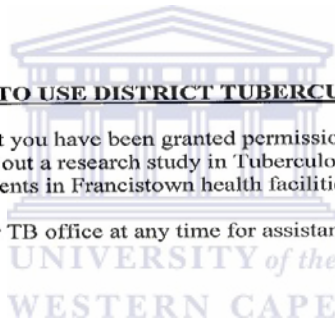 TO USE DISTRICT TUBERCU
t you have been granted permissio
out a research study in Tuberculo
ents in Francistown health faciliti
TB office at any time for assistan
UNIVERSITY of the
WESTERN CAPE